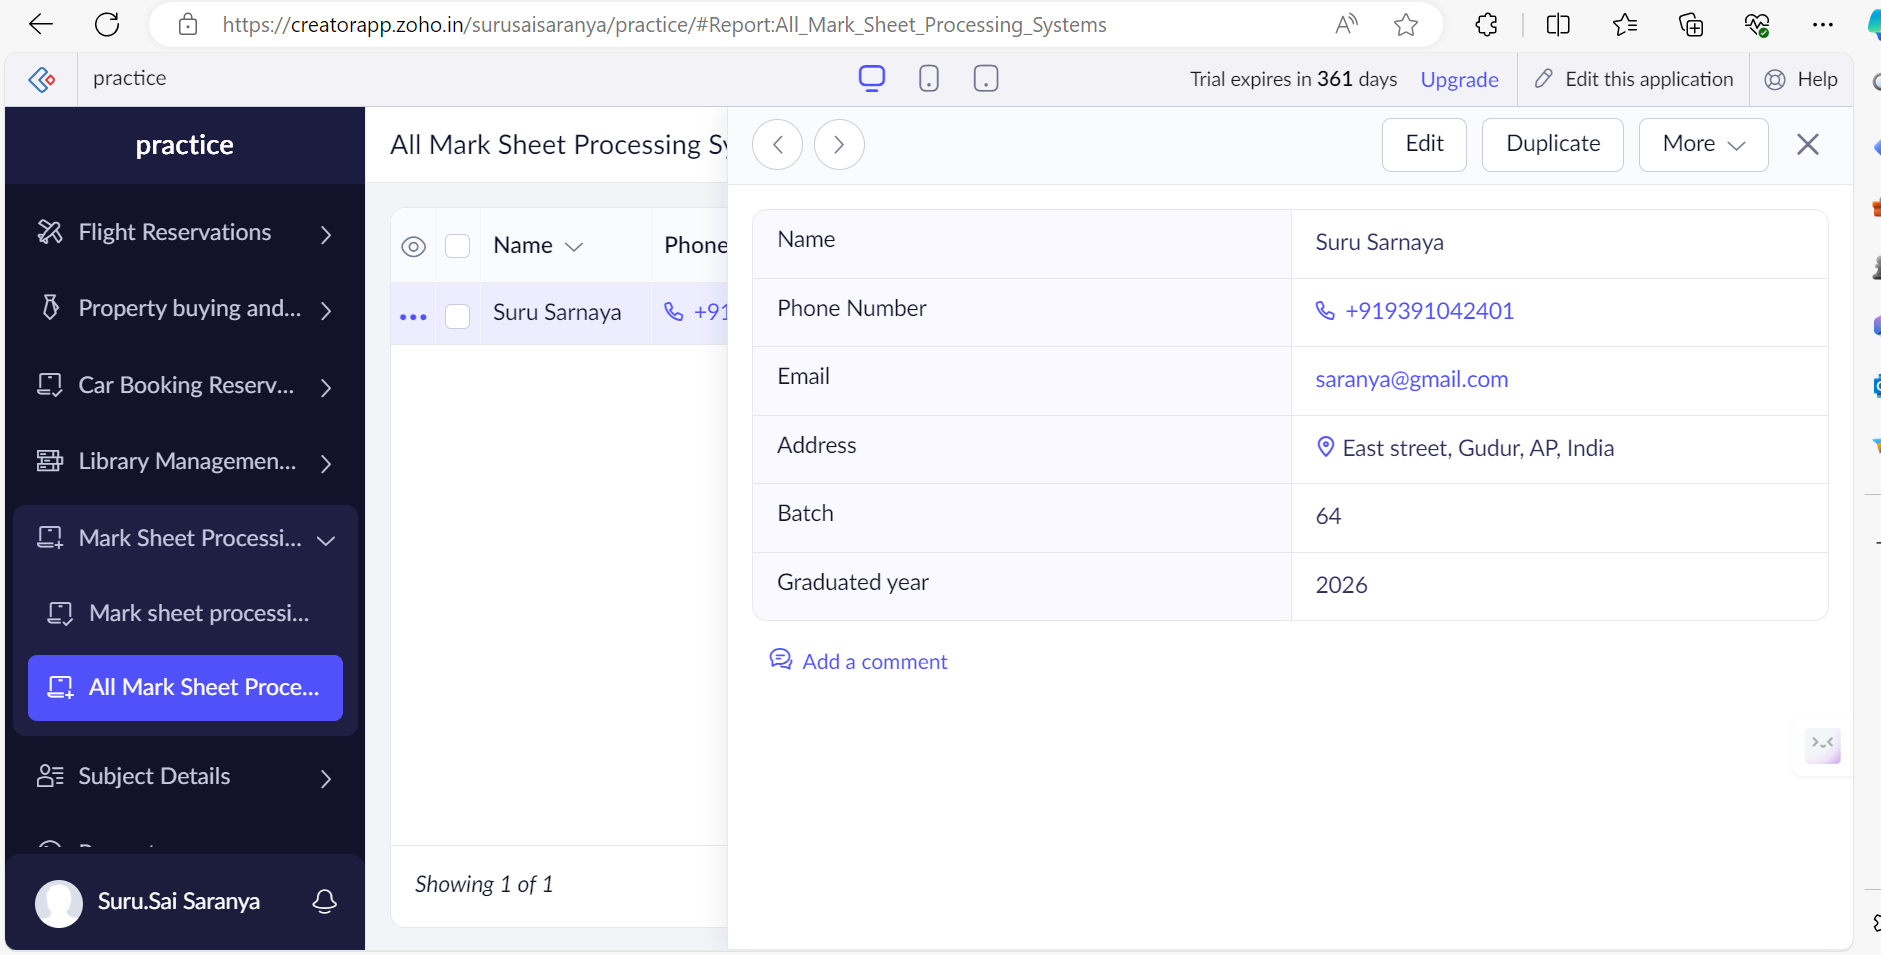 https://creatorapp.zoho.in/surusaisaranya/practice/#Report:All_Mark_Sheet_Processing_Systems
practice
Trial expires in 361 days
Upgrade
Edit this application
Help
practice
Flight Reservations
Property buying and...
Car Booking Reserv...
Library Managemen...
Mark Sheet Processi...
Mark sheet processi...
All Mark Sheet Proce...
Subject Details
Suru.Sai Saranya
All Mark Sheet Processing Sy
Name
Phone
Suru Sarnaya
+91
Showing 1 of 1
Edit
Duplicate
More
Name
Suru Sarnaya
Phone Number
+919391042401
Email
saranya@gmail.com
Address
East street, Gudur, AP, India
Batch
64
Graduated year
2026
Add a comment